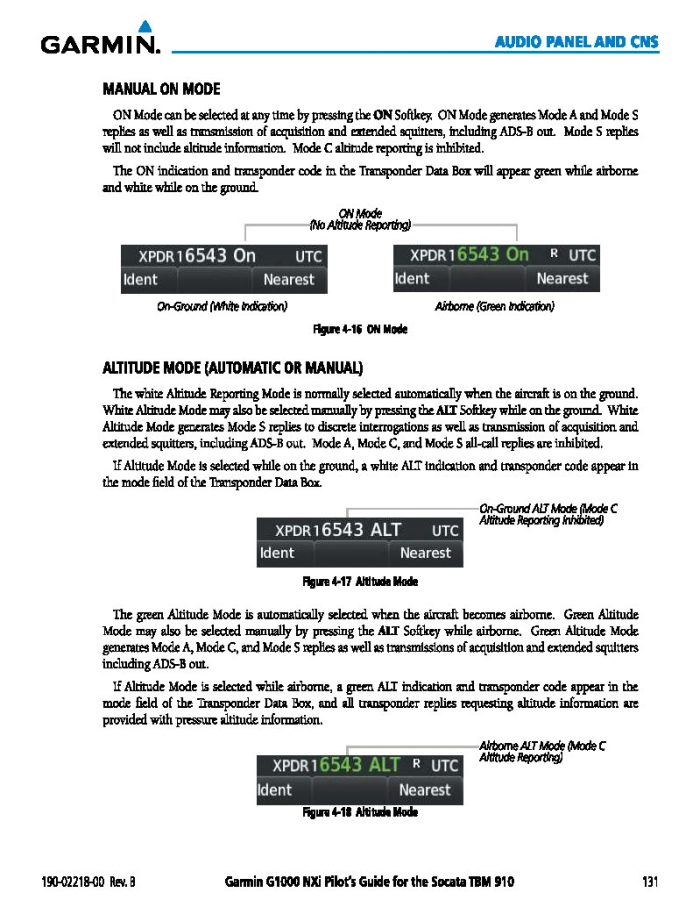 GARMIN.
AUDIO PANEL AND CNS
MANUAL ON MODE
ON Mode can be selected at any time by pressing the ON Softkey. ON Mode generates Mode A and Mode S
replies as well as transmission of acquisition and extended squitters, including ADS-B out. Mode S replies
will not include altitude information. Mode C altitude reporting is inhibited.
The ON indication and transponder code in the Transponder Data Box will appear green while airborne
and white while on the ground.
ON Mode
(No Altitude Reporting)
XPDR1 6543 On UTC
Ident Nearest
XPDR1 6543 On R UTC
Ident Nearest
On-Ground (White Indication)
Airborne (Green Indication)
Figure 4-16 ON Mode
ALTITUDE MODE (AUTOMATIC OR MANUAL)
The white Altitude Reporting Mode is normally selected automatically when the aircraft is on the ground.
White Altitude Mode may also be selected manually by pressing the ALT Softkey while on the ground. White
Altitude Mode generates Mode S replies to discrete interrogations as well as transmission of acquisition and
extended squitters, including ADS-B out. Mode A, Mode C, and Mode S all-call replies are inhibited.
If Altitude Mode is selected while on the ground, a white ALT indication and transponder code appear in
the mode field of the Transponder Data Box.
On-Ground ALT Mode (Mode C
Altitude Reporting Inhibited)
XPDR1 6543 ALT UTC
Ident Nearest
Figure 4-17 Altitude Mode
The green Altitude Mode is automatically selected when the aircraft becomes airborne. Green Altitude
Mode may also be selected manually by pressing the ALT Softkey while airborne. Green Altitude Mode
generates Mode A, Mode C, and Mode S replies as well as transmissions of acquisition and extended squitters
including ADS-B out.
If Altitude Mode is selected while airborne, a green ALT indication and transponder code appear in the
mode field of the Transponder Data Box, and all transponder replies requesting altitude information are
provided with pressure altitude information.
Airborne ALT Mode (Mode C
Altitude Reporting)
XPDR1 6543 ALT R UTC
Ident Nearest
Figure 4-18 Altitude Mode
190-02218-00 Rev. B
Garmin G1000 NXi Pilot's Guide for the Socata TBM 910
131